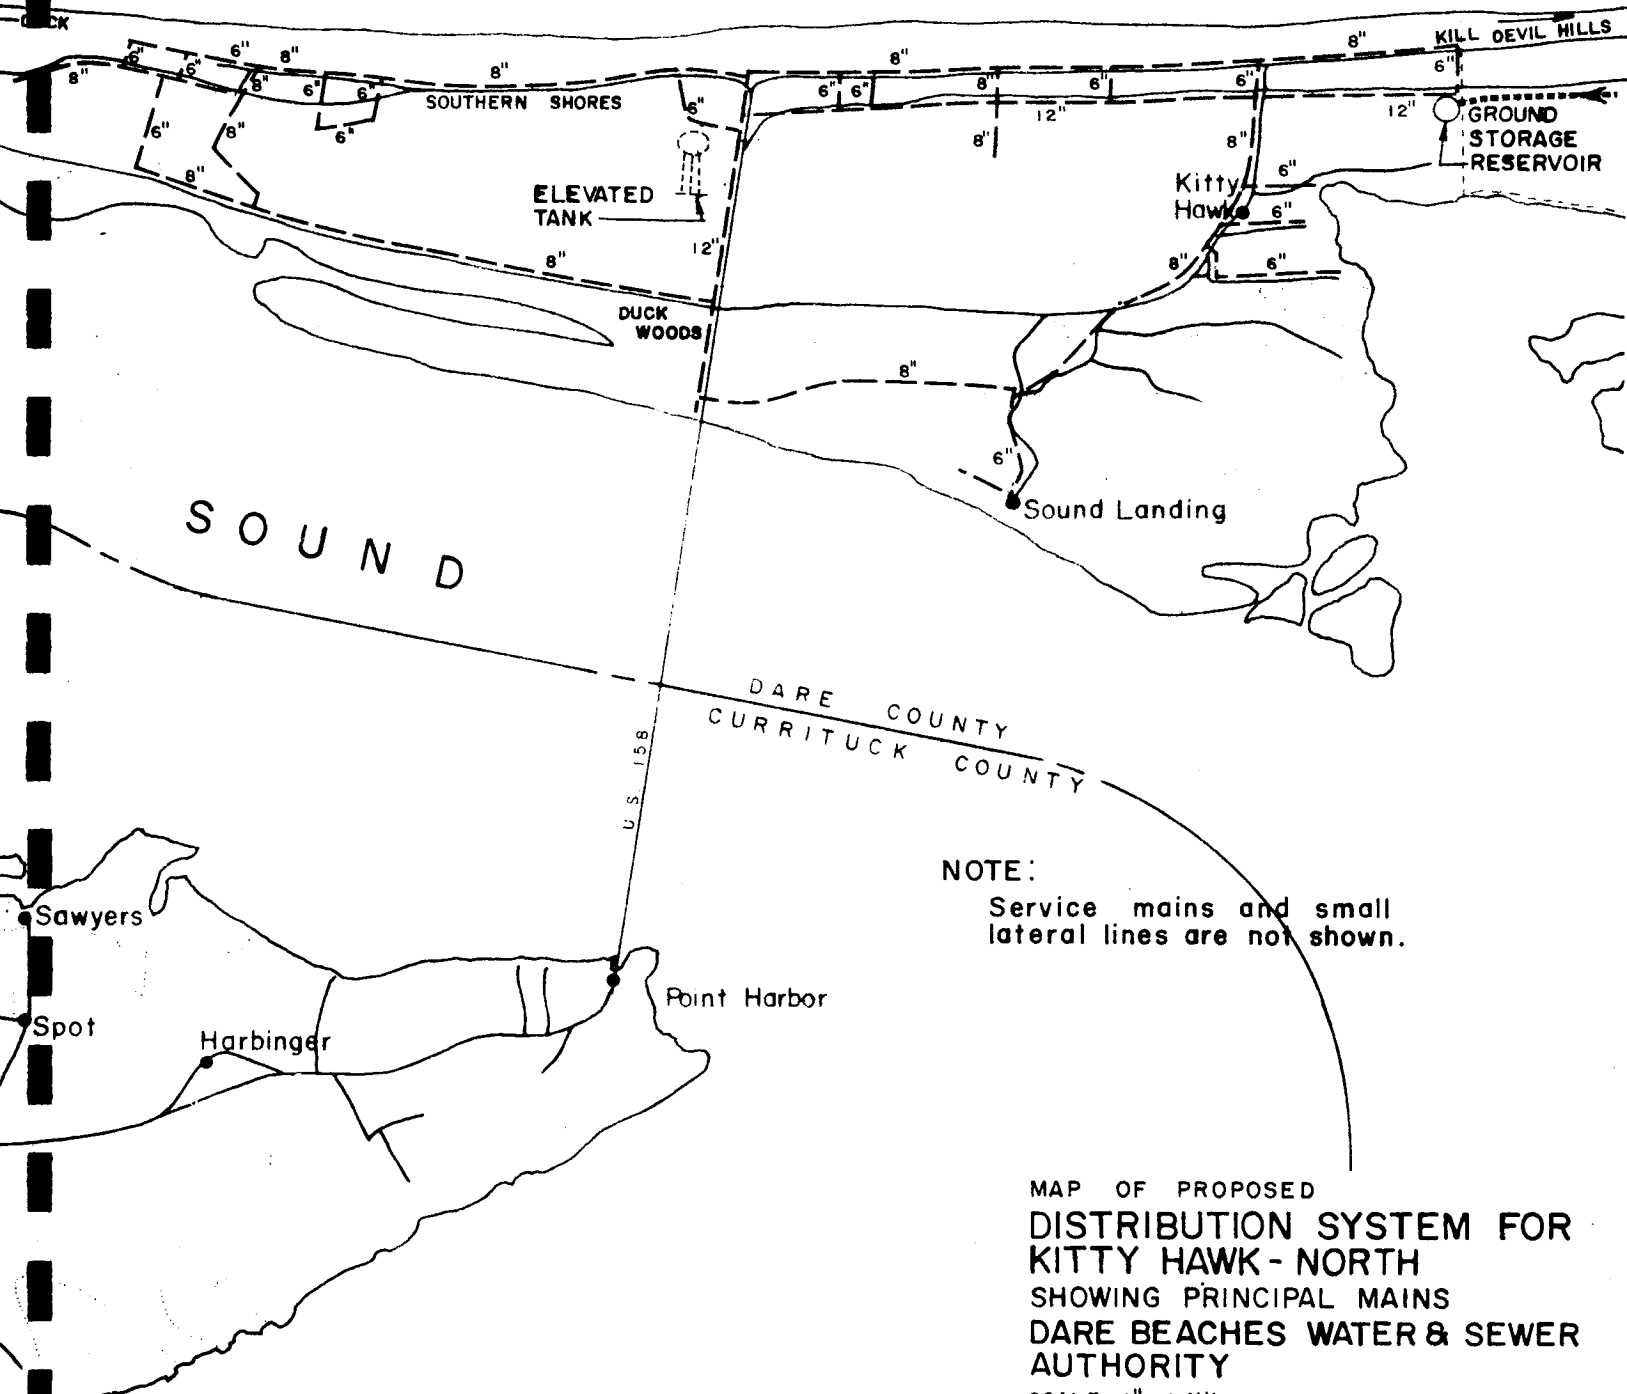 KILL DEVIL HILLS
6"
6"
8"
8"
8"
8"
8"
6"
6"
8"
6"
6"
6"
6"
6"
8"
6"
6"
6"
SOUTHERN SHORES
12"
12"
GROUND
STORAGE
RESERVOIR
6"
8"
6"
8"
8"
8"
6"
Kitty
Hawk
6"
ELEVATED
TANK
12"
8"
8"
6"
DUCK
WOODS
8"
6"
Sound Landing
SOUND
DARE COUNTY
CURRITUCK COUNTY
U.S. 158
NOTE:
Service mains and small
lateral lines are not shown.
Sawyers
Point Harbor
Spot
Harbinger
MAP OF PROPOSED
DISTRIBUTION SYSTEM FOR
KITTY HAWK - NORTH
SHOWING PRINCIPAL MAINS
DARE BEACHES WATER & SEWER
AUTHORITY